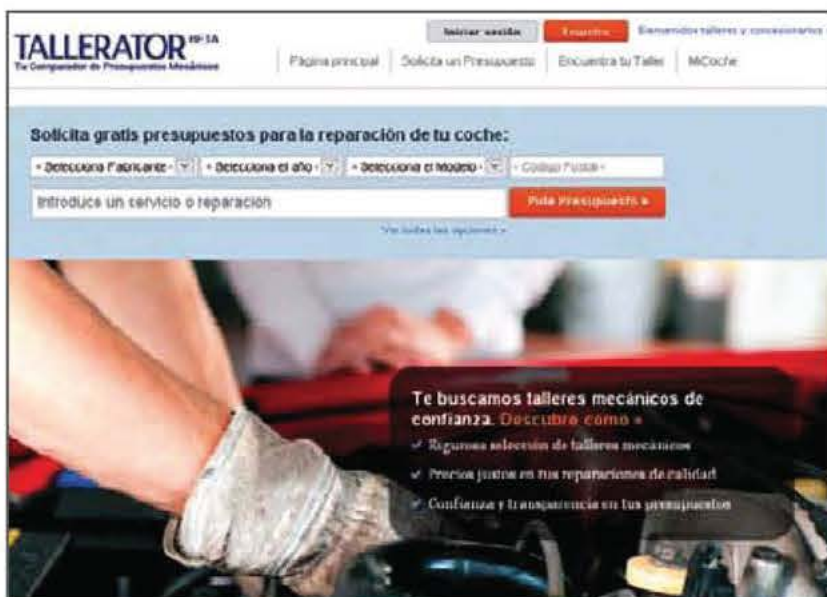 TALLERATOR BETA
Tu Comparador de Presupuestos Mecánicos
Iniciar sesión
Registro
Bienvenidos talleres y concesionarios
Página principal
Solicita un Presupuesto
Encuentra tu Taller
MiCoche
Solicita gratis presupuestos para la reparación de tu coche:
- Selecciona Fabricante -
- Selecciona el año -
- Selecciona el Modelo -
- Código Postal -
Introduce un servicio o reparación
Pide Presupuesto »
Ver todas las opciones »
Te buscamos talleres mecánicos de
confianza. Descubre cómo »
✓ Rigurosa selección de talleres mecánicos
✓ Precios justos en tus reparaciones de calidad
✓ Confianza y transparencia en tus presupuestos